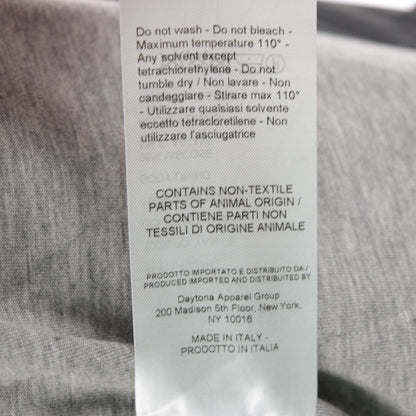 Do not wash - Do not bleach -
Maximum temperature 110° -
Any solvent except
tetrachlorethylene - Do not
tumble dry / Non lavare - Non
candeggiare - Stirare max 110°
- Utilizzare qualsiasi solvente
eccetto tetracloretilene - Non
utilizzare l'asciugatrice
CONTAINS NON-TEXTILE
PARTS OF ANIMAL ORIGIN /
CONTIENE PARTI NON
TESSILI DI ORIGINE ANIMALE
PRODOTTO IMPORTATO E DISTRIBUITO DA /
PRODUCED IMPORTED AND DISTRIBUTED BY
Daytona Apparel Group
200 Madison 5th Floor, New York,
NY 10016
MADE IN ITALY -
PRODOTTO IN ITALIA